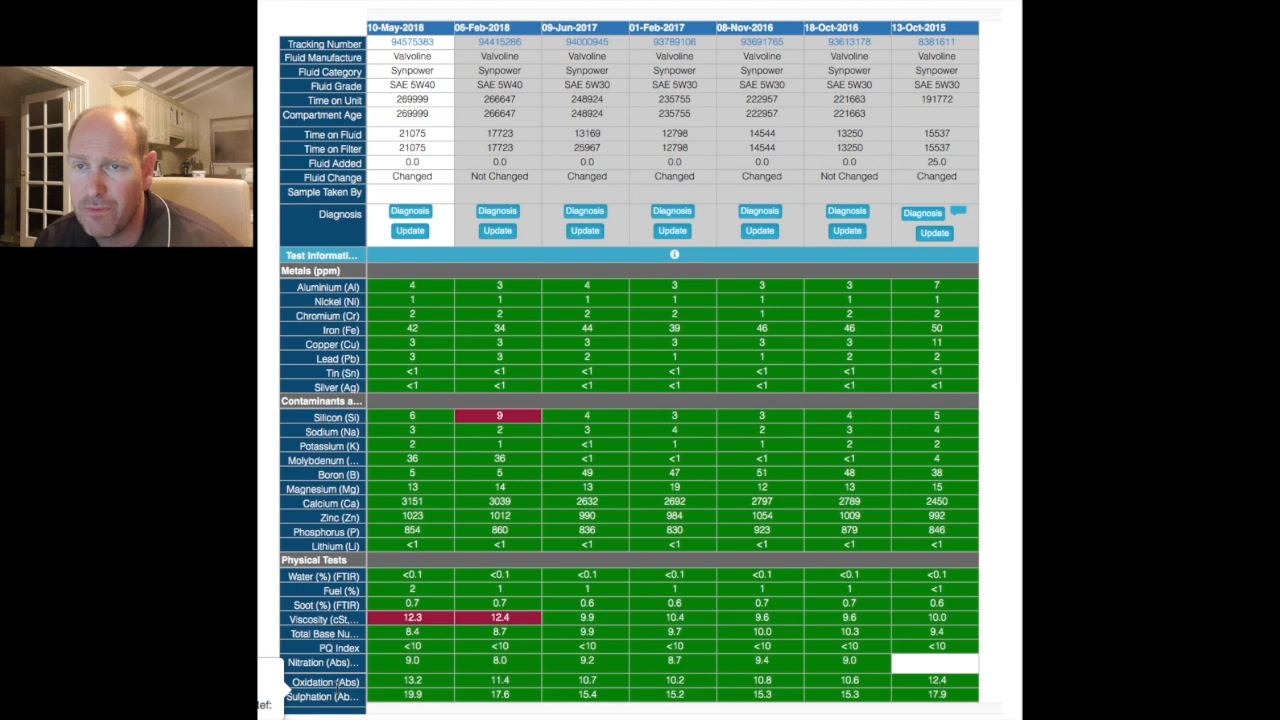 10-May-2018 06-Feb-2018 09-Jun-2017 01-Feb-2017 08-Nov-2016 18-Oct-2016 13-Oct-2015
Tracking Number 94575383 94415286 94000945 93789106 93691765 93613178 8381611
Fluid Manufacture Valvoline Valvoline Valvoline Valvoline Valvoline Valvoline Valvoline
Fluid Category Synpower Synpower Synpower Synpower Synpower Synpower Synpower
Fluid Grade SAE 5W40 SAE 5W40 SAE 5W30 SAE 5W30 SAE 5W30 SAE 5W30 SAE 5W30
Time on Unit 269999 266647 248924 235755 222957 221663 191772
Compartment Age 269999 266647 248924 235755 222957 221663
Time on Fluid 21075 17723 13169 12798 14544 13250 15537
Time on Filter 21075 17723 25967 12798 14544 13250 15537
Fluid Added 0.0 0.0 0.0 0.0 0.0 0.0 25.0
Fluid Change Changed Not Changed Changed Changed Changed Not Changed Changed
Sample Taken By
Diagnosis Diagnosis Diagnosis Diagnosis Diagnosis Diagnosis Diagnosis Diagnosis
Update Update Update Update Update Update Update
Test Informati...
Metals (ppm)
Aluminium (Al) 4 3 4 3 3 3 7
Nickel (Ni) 1 1 1 1 1 1 1
Chromium (Cr) 2 2 2 2 1 2 2
Iron (Fe) 42 34 44 39 46 46 50
Copper (Cu) 3 3 3 3 3 3 11
Lead (Pb) 3 3 2 1 1 2 2
Tin (Sn) <1 <1 <1 <1 <1 <1 <1
Silver (Ag) <1 <1 <1 <1 <1 <1 <1
Contaminants a...
Silicon (Si) 6 9 4 3 3 4 5
Sodium (Na) 3 2 3 4 2 3 4
Potassium (K) 2 1 <1 1 1 2 2
Molybdenum (... 36 36 <1 <1 <1 <1 4
Boron (B) 5 5 49 47 51 48 38
Magnesium (Mg) 13 14 13 19 12 13 15
Calcium (Ca) 3151 3039 2632 2692 2797 2789 2450
Zinc (Zn) 1023 1012 990 984 1054 1009 992
Phosphorus (P) 854 860 836 830 923 879 846
Lithium (Li) <1 <1 <1 <1 <1 <1 <1
Physical Tests
Water (%) (FTIR) <0.1 <0.1 <0.1 <0.1 <0.1 <0.1 <0.1
Fuel (%) 2 1 1 1 1 1 <1
Soot (%) (FTIR) 0.7 0.7 0.6 0.6 0.7 0.7 0.6
Viscosity (cSt,... 12.3 12.4 9.9 10.4 9.6 9.6 10.0
Total Base Nu... 8.4 8.7 9.9 9.7 10.0 10.3 9.4
PQ Index <10 <10 <10 <10 <10 <10 <10
Nitration (Abs)... 9.0 8.0 9.2 8.7 9.4 9.0
Oxidation (Abs) 13.2 11.4 10.7 10.2 10.8 10.6 12.4
Sulphation (Ab... 19.9 17.6 15.4 15.2 15.3 15.3 17.9